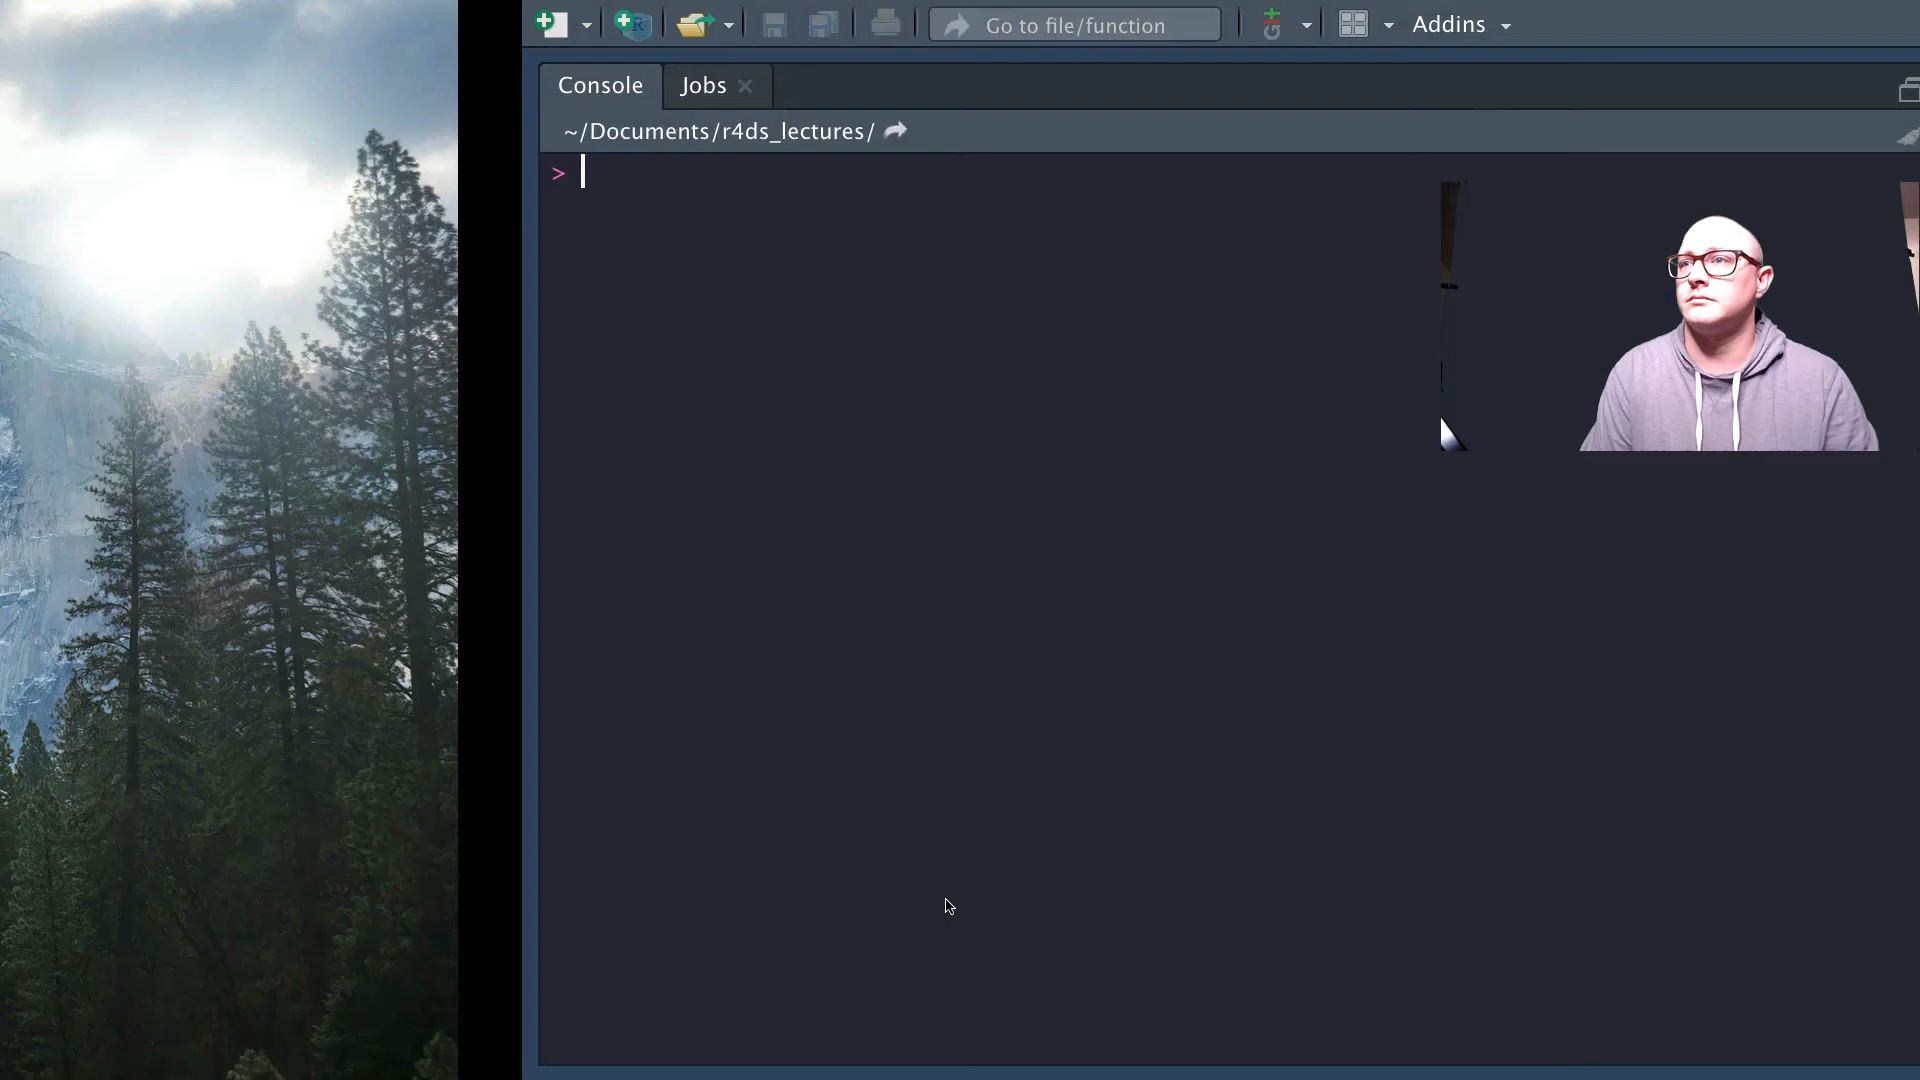 Go to file/function
Addins
Console
Jobs
~/Documents/r4ds_lectures/
>